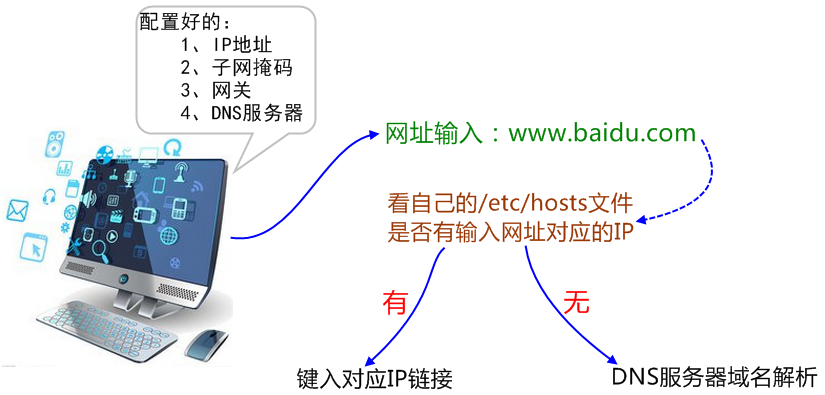 配置好的：
1、IP地址
2、子网掩码
3、网关
4、DNS服务器
网址输入：www.baidu.com
看自己的/etc/hosts文件
是否有输入网址对应的IP
有
无
键入对应IP链接
DNS服务器域名解析